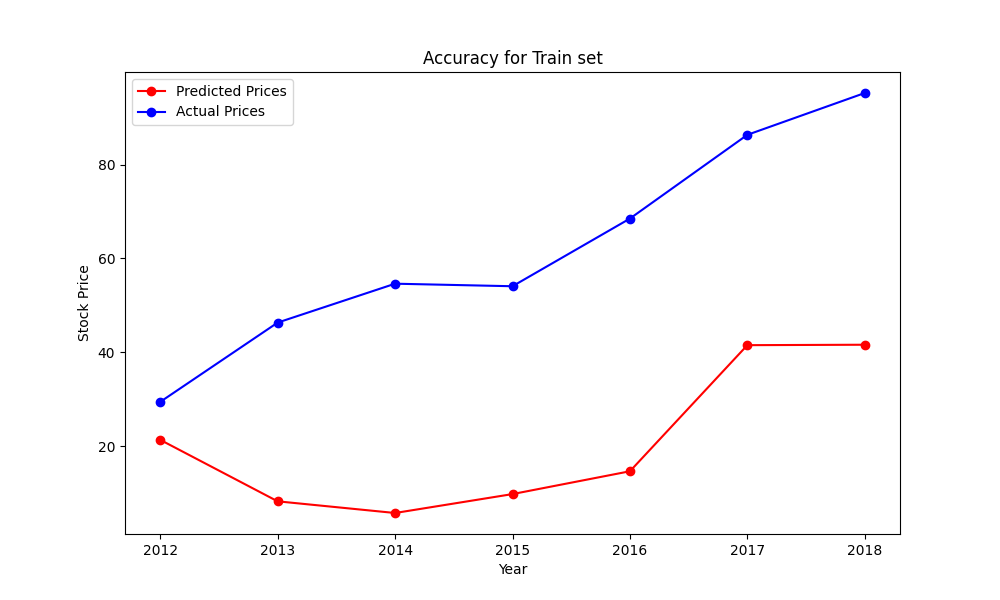 Accuracy for Train set
Predicted Prices
Actual Prices
80
60
40
20
Stock Price
2012 2013 2014 2015 2016 2017 2018
Year